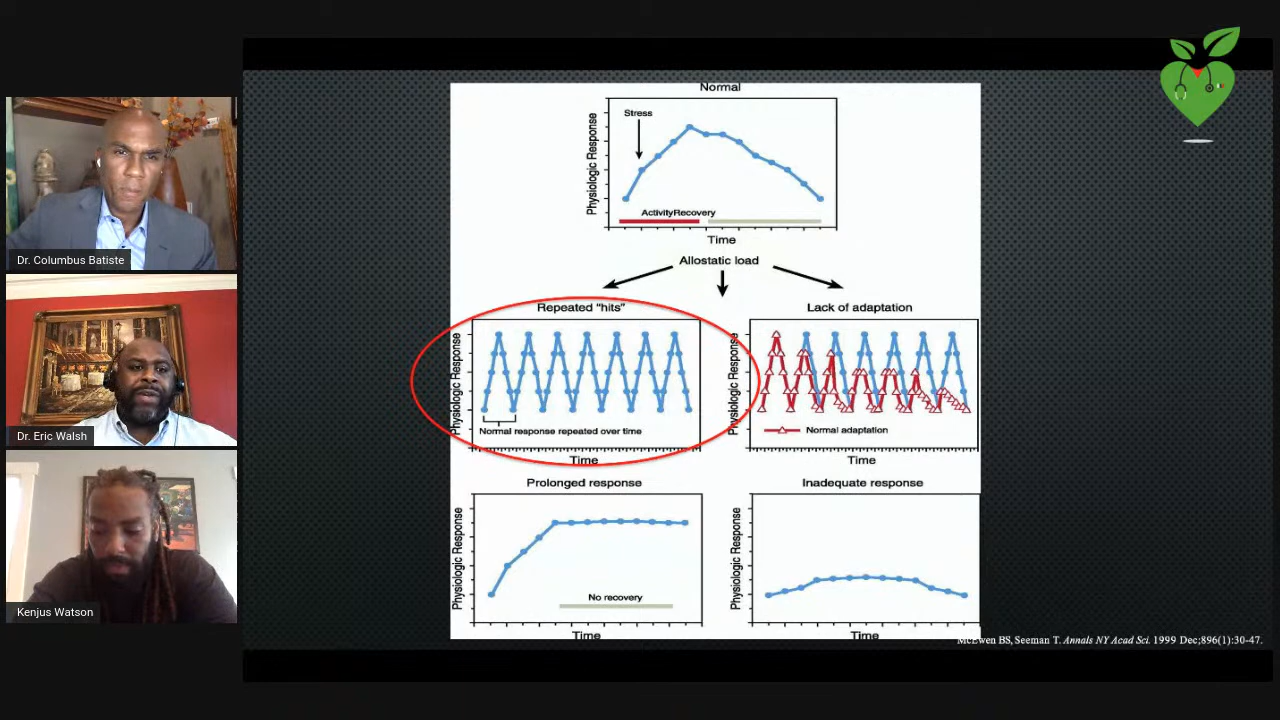 Dr. Columbus Batiste
Dr. Eric Walsh
Kenjus Watson
Normal
Physiologic Response
Stress
ActivityRecovery
Time
Allostatic load
Repeated "hits"
Physiologic Response
Normal response repeated over time
Time
Lack of adaptation
Physiologic Response
Normal adaptation
Time
Prolonged response
Physiologic Response
No recovery
Time
Inadequate response
Physiologic Response
Time
McEwen BS, Seeman T. Annals NY Acad Sci. 1999 Dec;896(1):30-47.